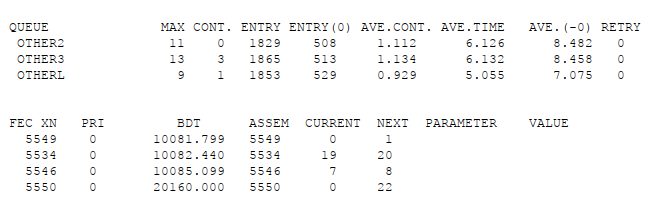 QUEUE MAX CONT. ENTRY ENTRY(0) AVE.CONT. AVE.TIME AVE.(-0) RETRY
OTHER2 11 0 1829 508 1.112 6.126 8.482 0
OTHER3 13 3 1865 513 1.134 6.132 8.458 0
OTHERL 9 1 1853 529 0.929 5.055 7.075 0
FEC XN PRI BDT ASSEM CURRENT NEXT PARAMETER VALUE
5549 0 10081.799 5549 0 1
5534 0 10082.440 5534 19 20
5546 0 10085.099 5546 7 8
5550 0 20160.000 5550 0 22